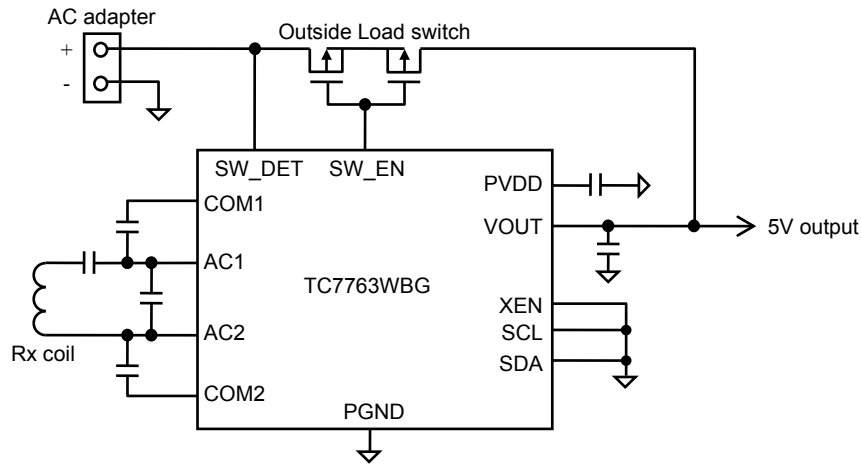 AC adapter
+
-
Outside Load switch
SW_DET
SW_EN
COM1
AC1
AC2
COM2
Rx coil
TC7763WBG
PVDD
VOUT
5V output
XEN
SCL
SDA
PGND